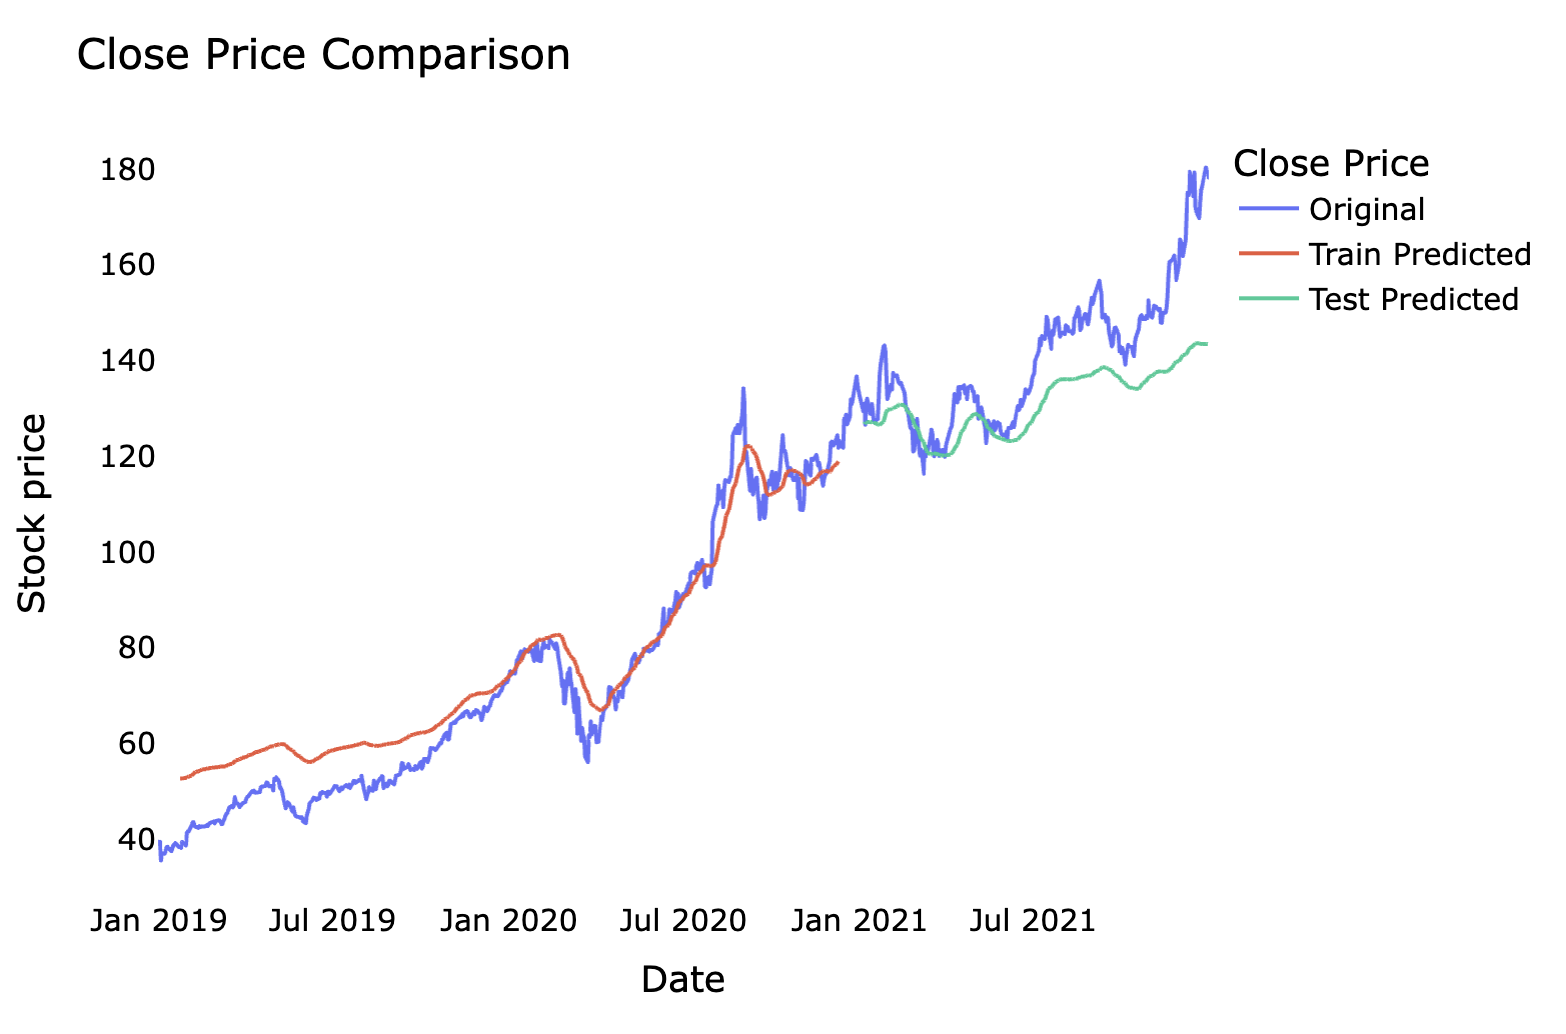 Close Price Comparison
Close Price
Original
Train Predicted
Test Predicted
Stock price
180
160
140
120
100
80
60
40
Jan 2019 Jul 2019 Jan 2020 Jul 2020 Jan 2021 Jul 2021
Date